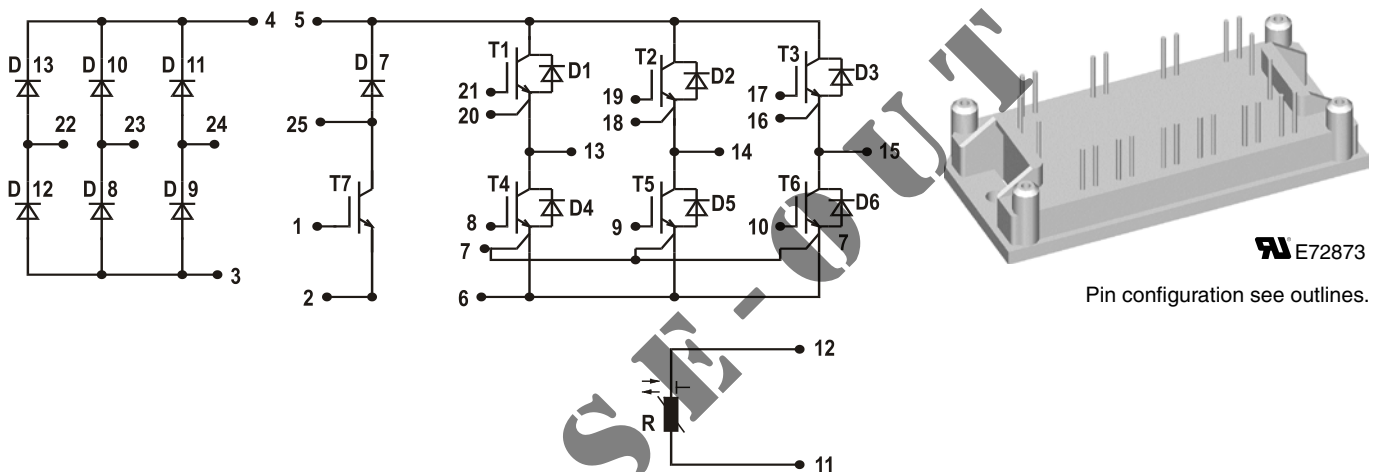 4 5
D 13 D 10 D 11 D 7 T1 D1 T2 D2 T3 D3
21 19 17
20 18 16
22 23 24 25
13 14 15
D 12 D 8 D 9 T7 T4 D4 T5 D5 T6 D6
1 8 9 10
7 7
3 2 6
E72873
Pin configuration see outlines.
12
R
11
SE-OUT